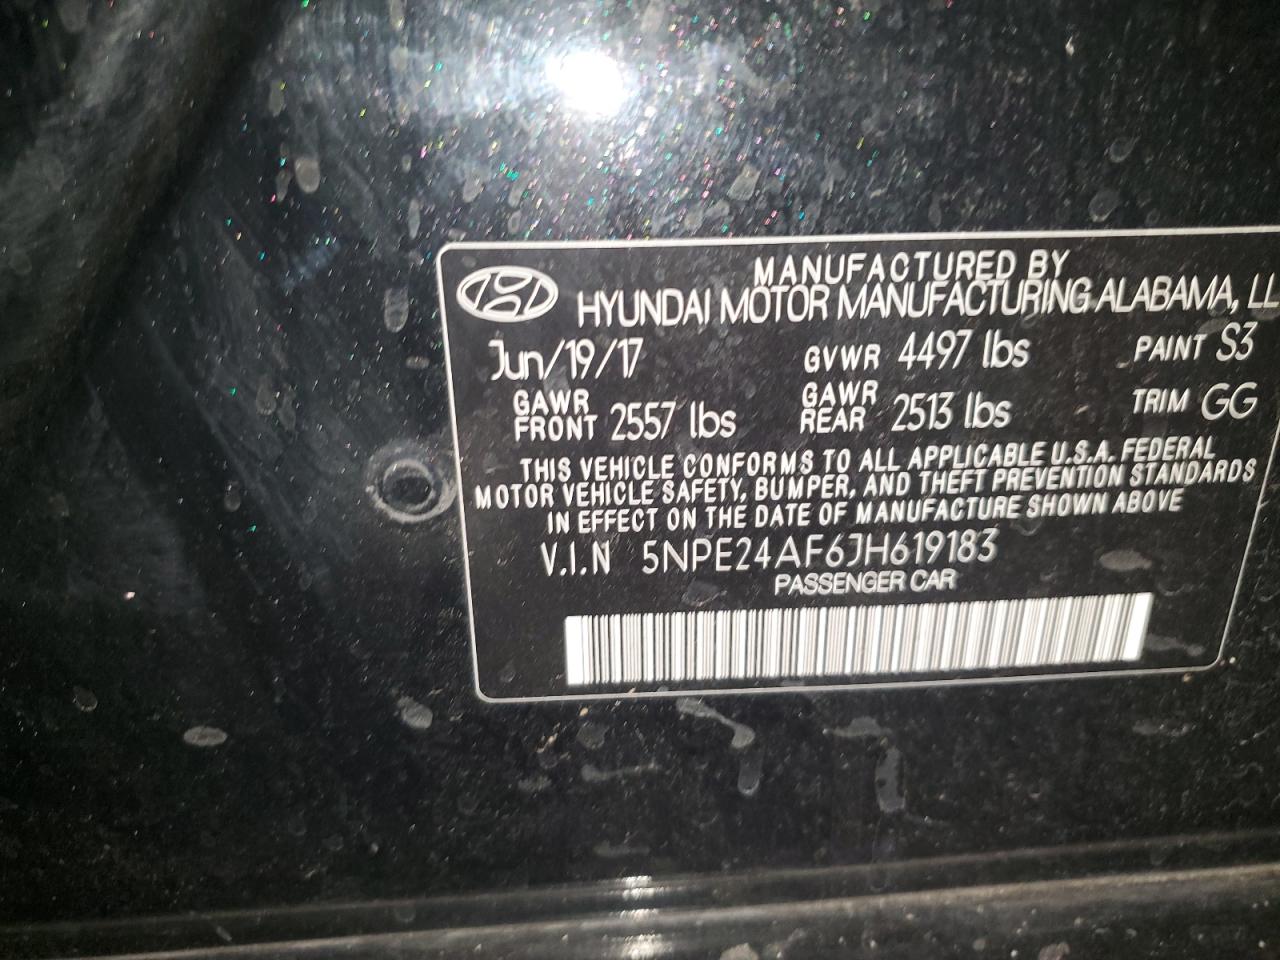 MANUFACTURED BY
HYUNDAI MOTOR MANUFACTURING ALABAMA, LL
Jun/19/17 GVWR 4497 lbs PAINT S3
GAWR FRONT 2557 lbs GAWR REAR 2513 lbs TRIM GG
THIS VEHICLE CONFORMS TO ALL APPLICABLE U.S.A. FEDERAL
MOTOR VEHICLE SAFETY, BUMPER, AND THEFT PREVENTION STANDARDS
IN EFFECT ON THE DATE OF MANUFACTURE SHOWN ABOVE
V.I.N 5NPE24AF6JH619183
PASSENGER CAR